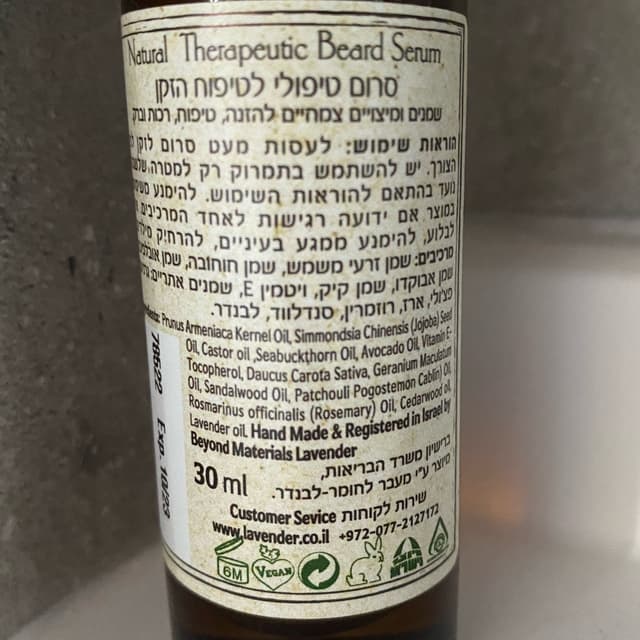 Natural Therapeutic Beard Serum
סרום טיפולי לטיפוח הזקן
שמנים ומיצויים צמחיים להזנה, טיפוח, רכות וברק
הוראות שימוש: לעסות מעט סרום לזקן
הצורך. יש להשתמש בתמרוק רק למטרה
נועד בהתאם להוראות השימוש. להימנע
במוצר אם ידועה רגישות לאחד המרכיבים
לבלוע, להימנע ממגע בעיניים, להרחיק
מרכיבים: שמן זרעי משמש, שמן חוחובה, שמן
שמן אבוקדו, שמן קיק, ויטמין E, שמנים אתריים:
פצ'ולי, ארז, רוזמרין, סנדלווד, לבנדר.
Prunus Armeniaca Kernel Oil, Simmondsia Chinensis (Jojoba) Seed
Oil, Castor oil ,Seabuckthorn Oil, Avocado Oil, Vitamin E-
Tocopherol, Daucus Carota Sativa, Geranium Maculatum
Oil, Sandalwood Oil, Patchouli Pogostemon Cablin) Oil,
Rosmarinus officinalis (Rosemary) Oil, Cedarwood oil,
Lavender oil. Hand Made & Registered in Israel by
Beyond Materials Lavender
30 ml
ברישיון משרד הבריאות,
מיוצר ע"י מעבר לחומר-לבנדר.
Customer Sevice שירות לקוחות
www.lavender.co.il +972-077-2127172
6M VEGAN
Exp. 10/23